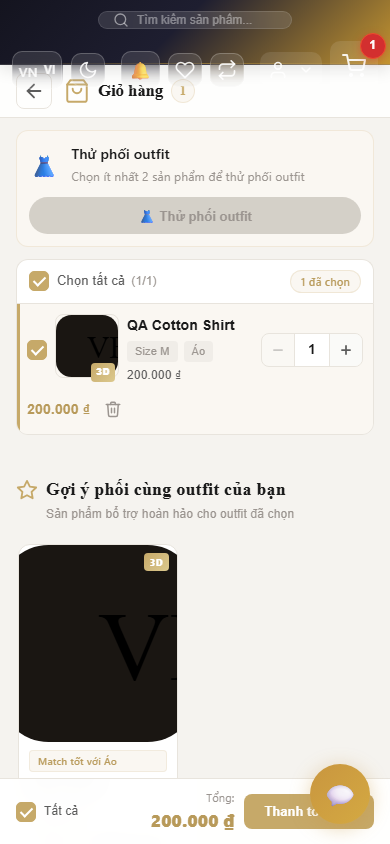 Tìm kiếm sản phẩm...
1
VN VI
Giỏ hàng 1
Thử phối outfit
Chọn ít nhất 2 sản phẩm để thử phối outfit
Thử phối outfit
Chọn tất cả (1/1)
1 đã chọn
QA Cotton Shirt
Size M
Áo
3D
200.000 ₫
1
200.000 ₫
Gợi ý phối cùng outfit của bạn
Sản phẩm bổ trợ hoàn hảo cho outfit đã chọn
3D
Match tốt với Áo
Tất cả
Tổng:
200.000 ₫
Thanh